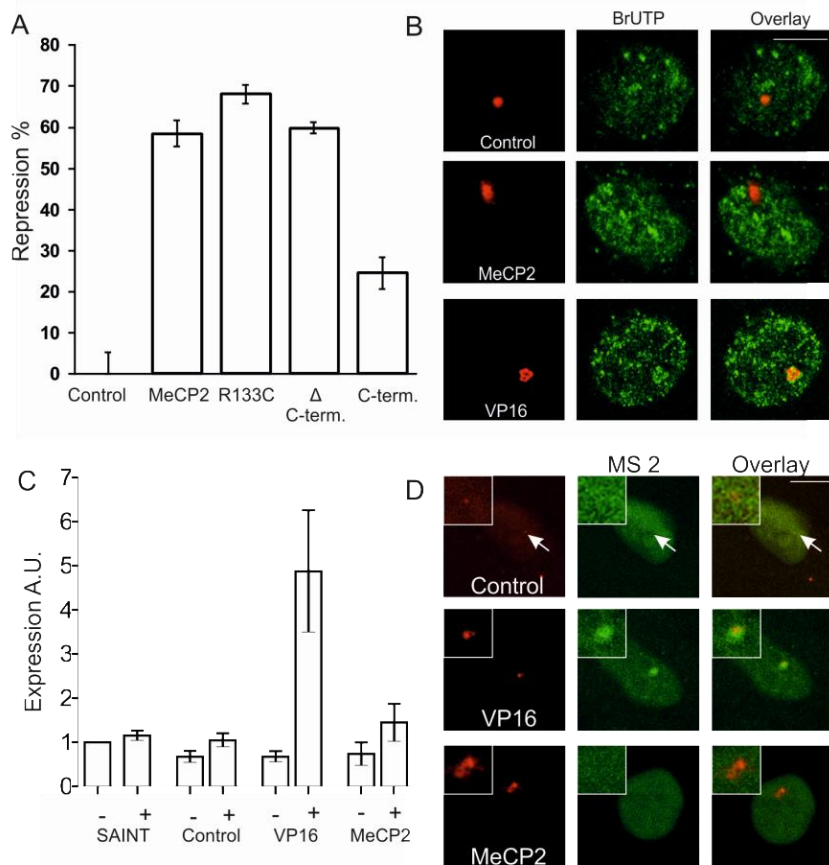 A
Repression %
80
70
60
50
40
30
20
10
0
Control
MeCP2
R133C
Δ
C-term.
C-term.
B
BrUTP
Overlay
Control
MeCP2
VP16
C
Expression A.U.
7
6
5
4
3
2
1
0
- + - + - + - +
SAINT Control VP16 MeCP2
D
MS 2
Overlay
Control
VP16
MeCP2